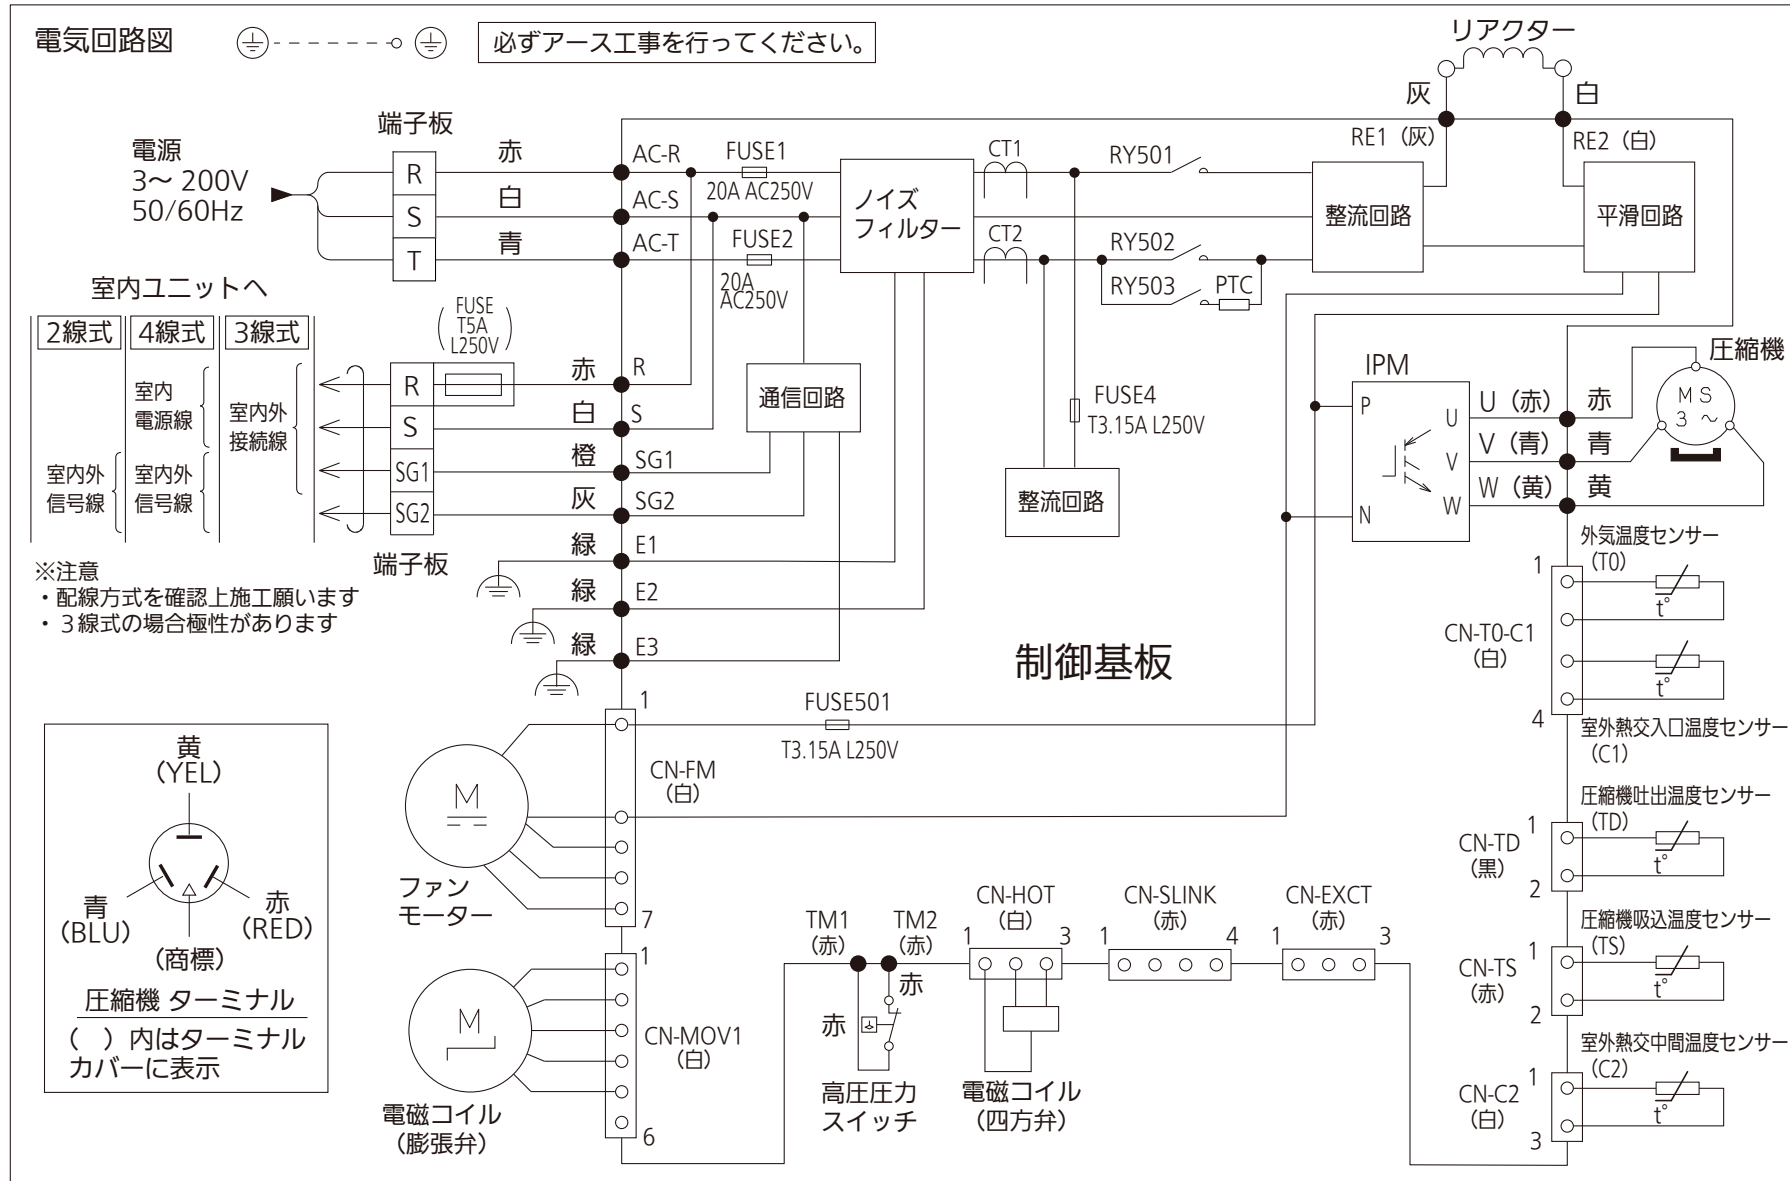 電気回路図
必ずアース工事を行ってください。
リアクター
灰
白
RE1（灰）
RE2（白）
電源
3～ 200V
50/60Hz
端子板
R
S
T
赤
白
青
AC-R
AC-S
AC-T
FUSE1
20A AC250V
FUSE2
20A
AC250V
ノイズ
フィルター
CT1
CT2
RY501
RY502
RY503
PTC
整流回路
平滑回路
室内ユニットへ
2線式
4線式
3線式
室内
電源線
室内外
接続線
室内外
信号線
室内外
信号線
（FUSE
T5A
L250V）
R
S
SG1
SG2
端子板
赤
白
橙
灰
緑
緑
緑
R
S
SG1
SG2
E1
E2
E3
通信回路
FUSE4
T3.15A L250V
整流回路
IPM
P
N
U
V
W
U（赤）
V（青）
W（黄）
赤
青
黄
圧縮機
MS
3～
※注意
・配線方式を確認上施工願います
・３線式の場合極性があります
制御基板
黄
（YEL）
青
（BLU）
赤
（RED）
（商標）
圧縮機 ターミナル
（　）内はターミナル
カバーに表示
FUSE501
T3.15A L250V
1
CN-FM
（白）
7
M
ファン
モーター
1
CN-MOV1
（白）
6
M
電磁コイル
（膨張弁）
TM1
（赤）
TM2
（赤）
赤
赤
高圧圧力
スイッチ
CN-HOT
（白）
1
3
電磁コイル
（四方弁）
CN-SLINK
（赤）
1
4
CN-EXCT
（赤）
1
3
外気温度センサー
（T0）
1
CN-T0-C1
（白）
4
t°
t°
室外熱交入口温度センサー
（C1）
圧縮機吐出温度センサー
（TD）
1
CN-TD
（黒）
2
t°
圧縮機吸込温度センサー
（TS）
1
CN-TS
（赤）
2
t°
室外熱交中間温度センサー
（C2）
1
CN-C2
（白）
3
t°